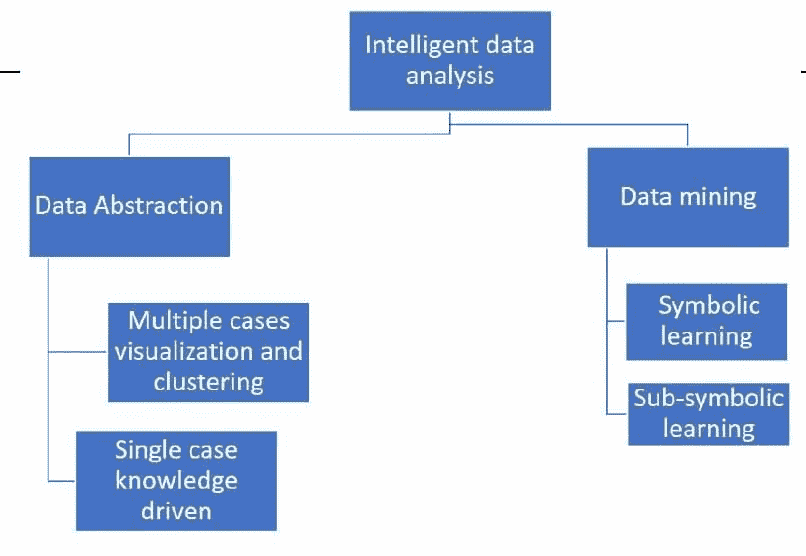 Intelligent data
analysis
Data Abstraction
Data mining
Multiple cases
visualization and
clustering
Symbolic
learning
Sub-symbolic
learning
Single case
knowledge
driven